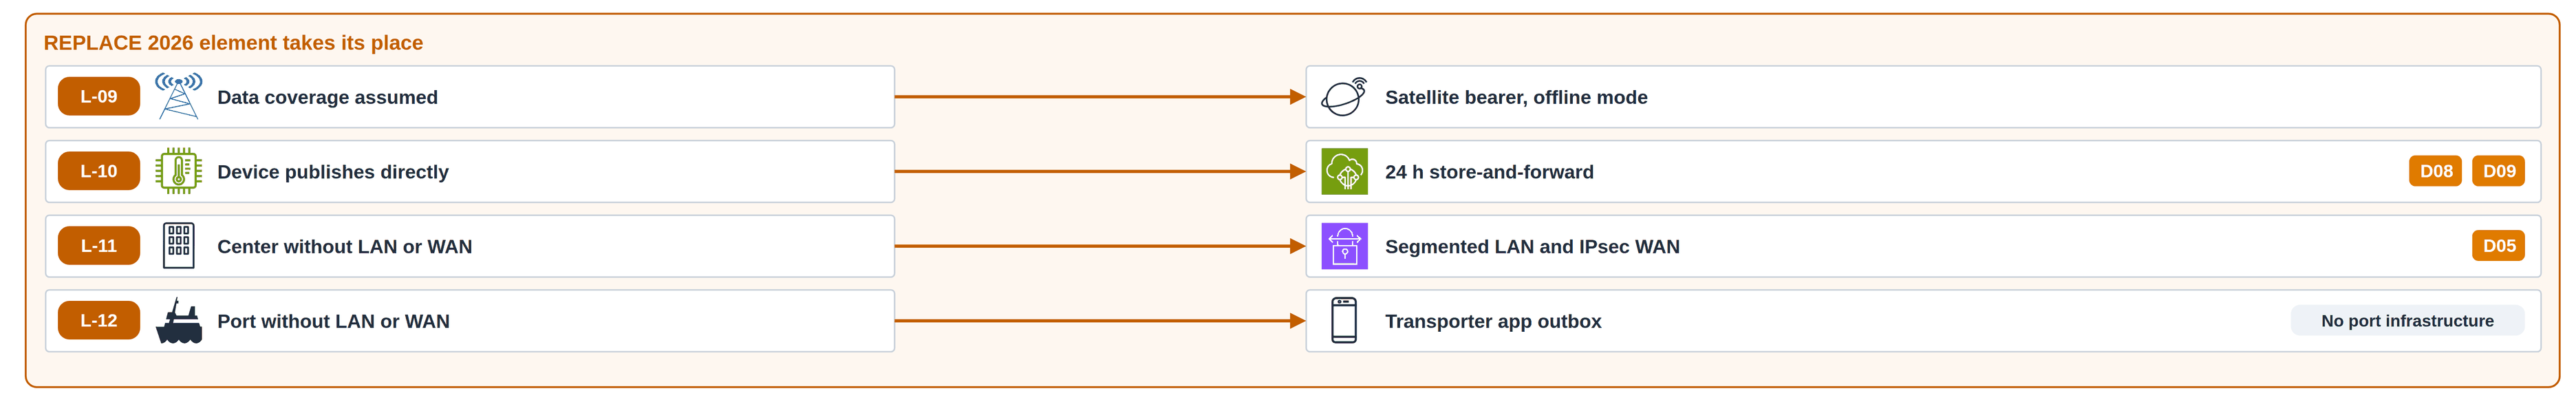 REPLACE 2026 element takes its place
L-09 Data coverage assumed Satellite bearer, offline mode
L-10 Device publishes directly 24 h store-and-forward D08 D09
L-11 Center without LAN or WAN Segmented LAN and IPsec WAN D05
L-12 Port without LAN or WAN Transporter app outbox No port infrastructure